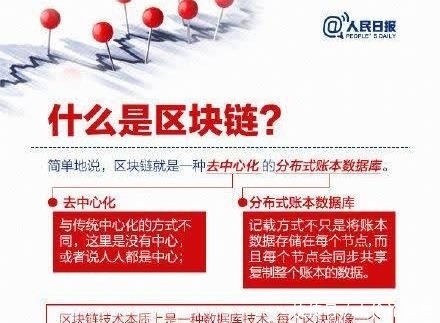 @人民日报
PEOPLE'S DAILY
什么是区块链?
简单地说，区块链就是一种去中心化的分布式账本数据库。
去中心化
与传统中心化的方式不
同，这里是没有中心；
或者说人人都是中心；
分布式账本数据库
记载方式不只是将账本
数据存储在每个节点，而
且每个节点会同步共享
复制整个账本的数据。
区块链技术本质上是一种数据库技术。每个区块就像一个